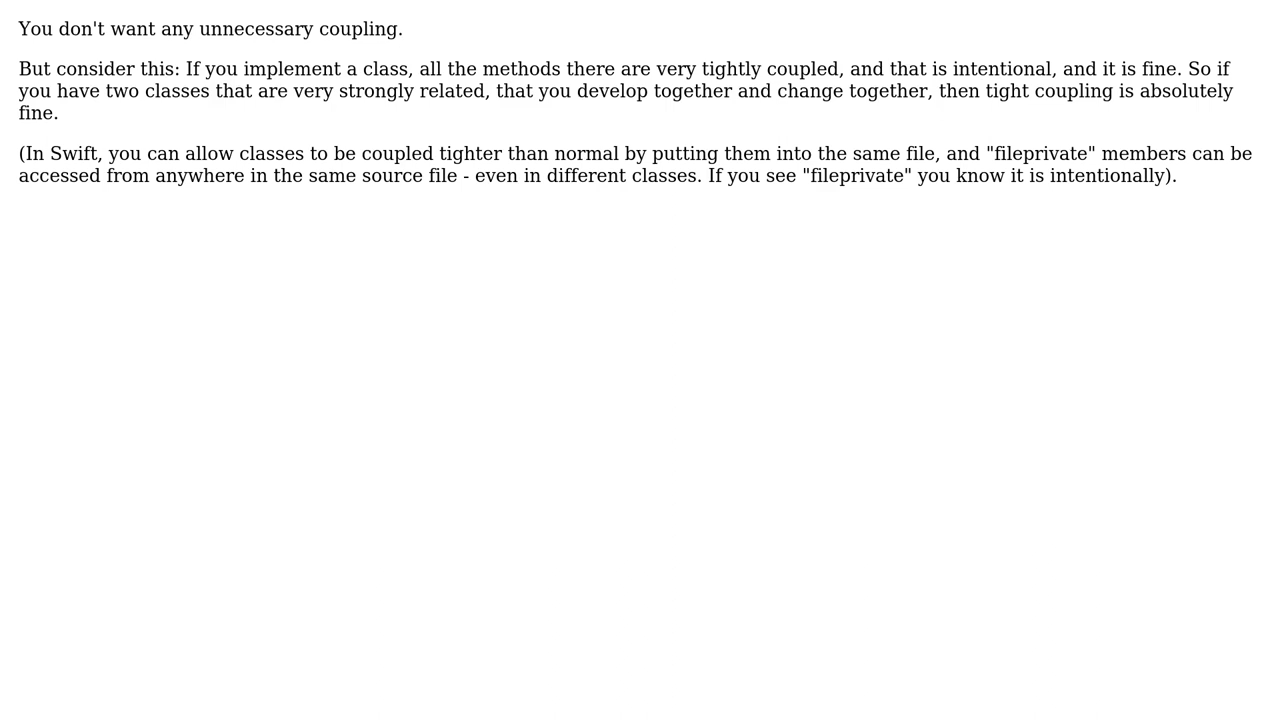 You don't want any unnecessary coupling.
But consider this: If you implement a class, all the methods there are very tightly coupled, and that is intentional, and it is fine. So if
you have two classes that are very strongly related, that you develop together and change together, then tight coupling is absolutely
fine.
(In Swift, you can allow classes to be coupled tighter than normal by putting them into the same file, and "fileprivate" members can be
accessed from anywhere in the same source file - even in different classes. If you see "fileprivate" you know it is intentionally).